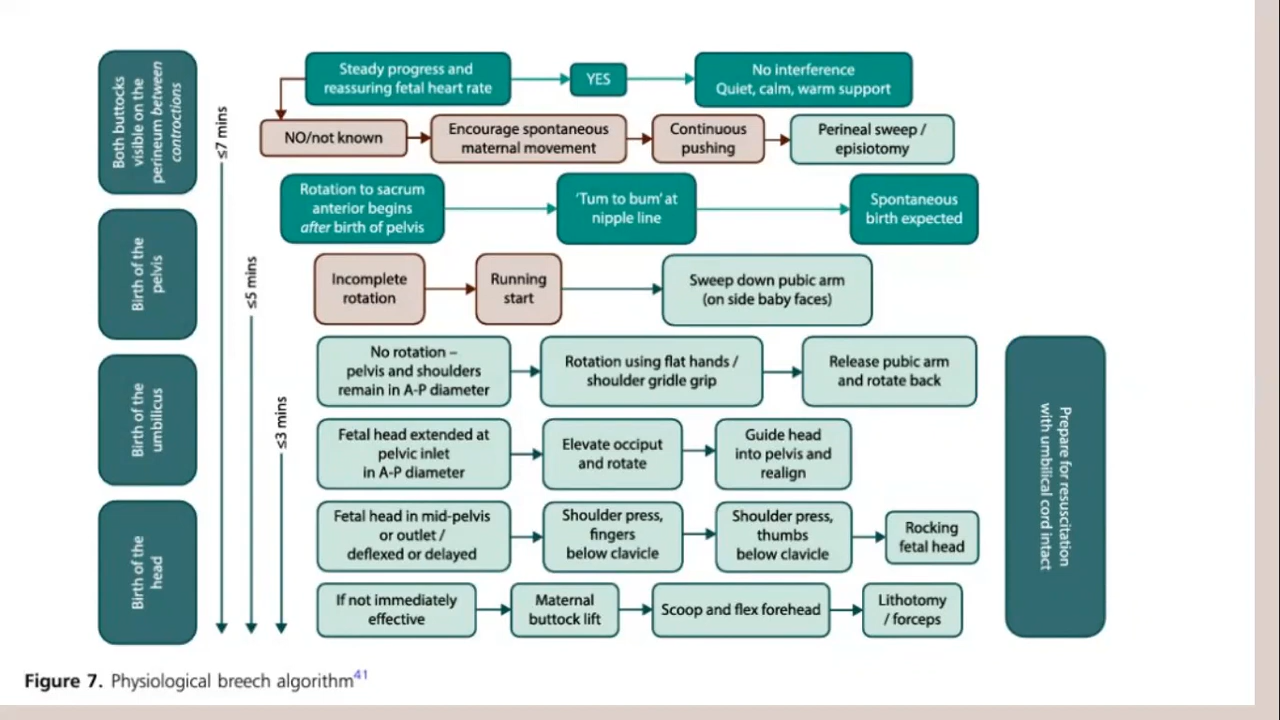 Both buttocks
visible on the
perineum between
contractions
≤7 mins
Steady progress and
reassuring fetal heart rate
YES
No interference
Quiet, calm, warm support
NO/not known
Encourage spontaneous
maternal movement
Continuous
pushing
Perineal sweep /
episiotomy
Rotation to sacrum
anterior begins
after birth of pelvis
'Tum to bum' at
nipple line
Spontaneous
birth expected
Birth of the
pelvis
≤5 mins
Incomplete
rotation
Running
start
Sweep down pubic arm
(on side baby faces)
No rotation –
pelvis and shoulders
remain in A-P diameter
Rotation using flat hands /
shoulder gridle grip
Release pubic arm
and rotate back
Birth of the
umbilicus
≤3 mins
Fetal head extended at
pelvic inlet
in A-P diameter
Elevate occiput
and rotate
Guide head
into pelvis and
realign
Birth of the
head
Fetal head in mid-pelvis
or outlet /
deflexed or delayed
Shoulder press,
fingers
below clavicle
Shoulder press,
thumbs
below clavicle
Rocking
fetal head
If not immediately
effective
Maternal
buttock lift
Scoop and flex forehead
Lithotomy
/ forceps
Prepare for resuscitation
with umbilical cord intact
Figure 7. Physiological breech algorithm41